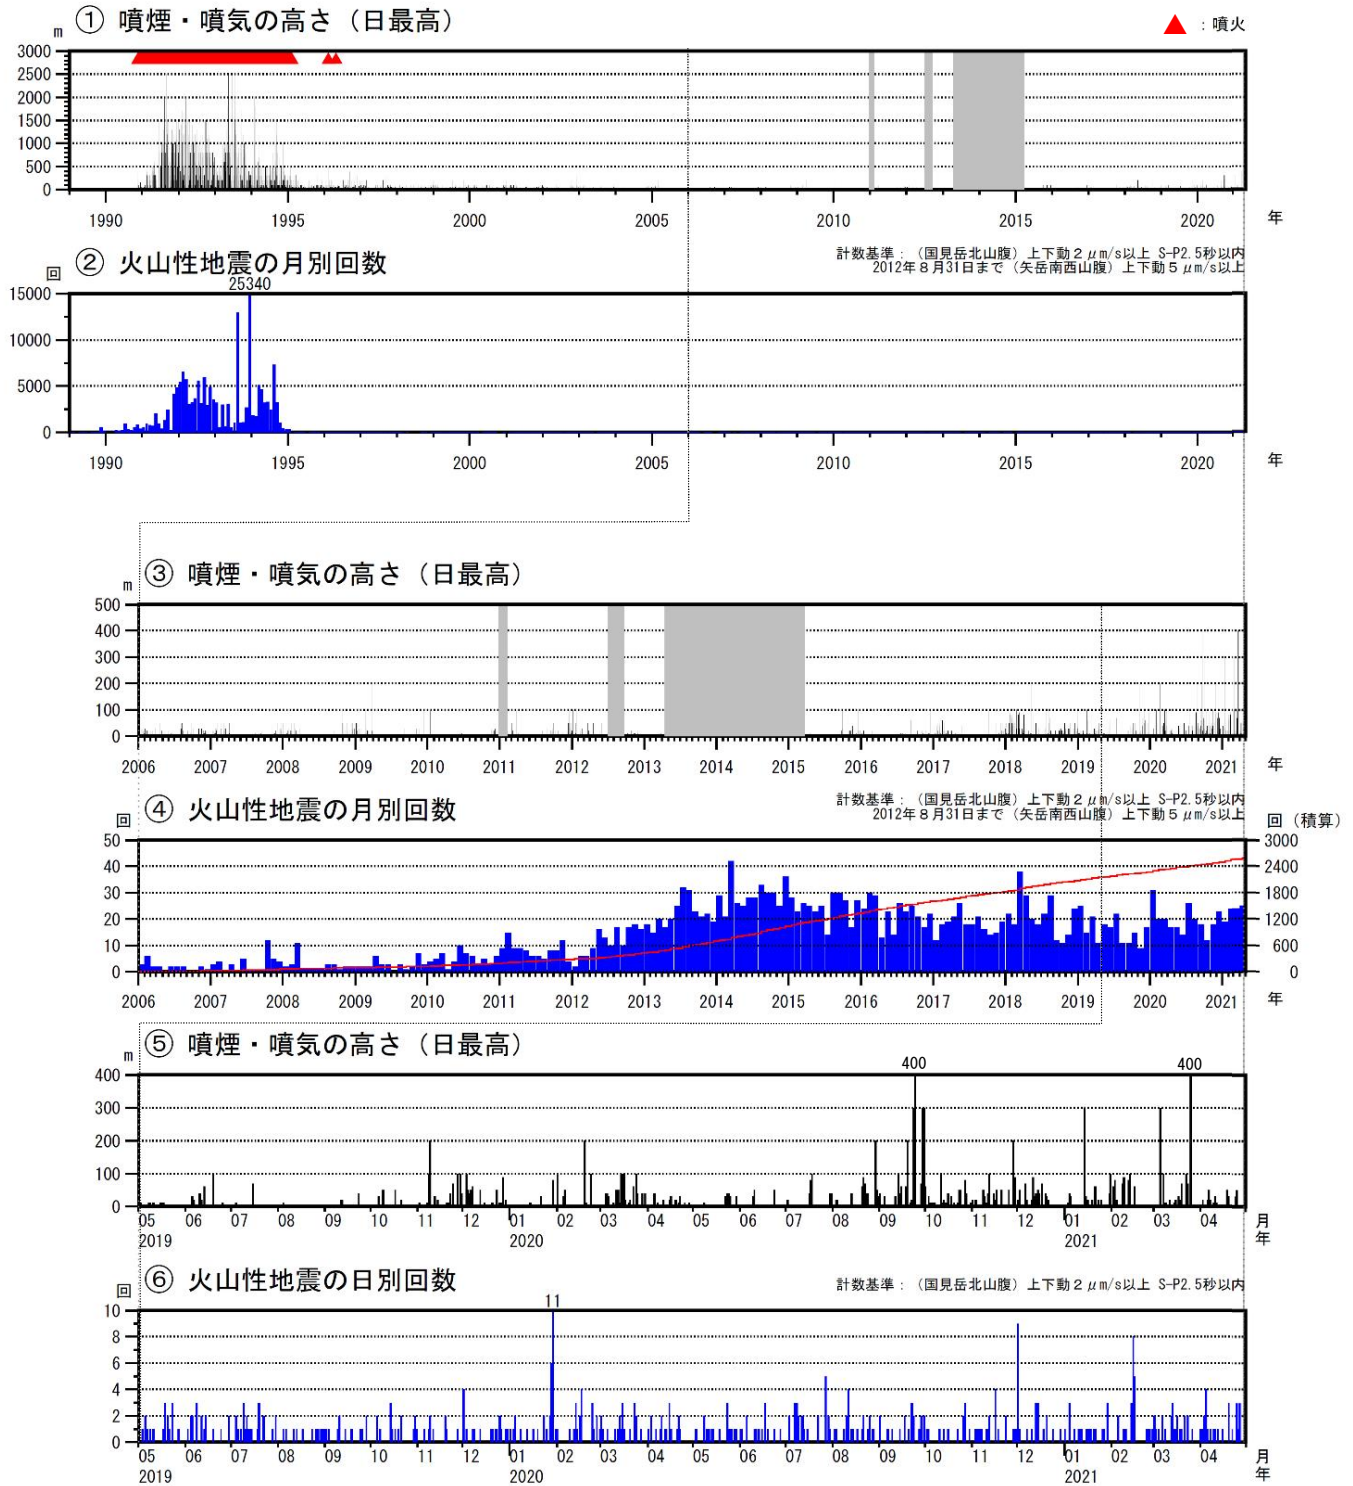 ① 噴煙・噴気の高さ（日最高）
▲ ：噴火
m
3000
2500
2000
1500
1000
500
0
1990 1995 2000 2005 2010 2015 2020 年
② 火山性地震の月別回数
計数基準：（国見岳北山腹）上下動２μm/s以上 S-P2.5秒以内
2012年８月31日まで（矢岳南西山腹）上下動５μm/s以上
回
25340
15000
10000
5000
0
1990 1995 2000 2005 2010 2015 2020 年
③ 噴煙・噴気の高さ（日最高）
m
500
400
300
200
100
0
2006 2007 2008 2009 2010 2011 2012 2013 2014 2015 2016 2017 2018 2019 2020 2021 年
④ 火山性地震の月別回数
計数基準：（国見岳北山腹）上下動２μm/s以上 S-P2.5秒以内
2012年８月31日まで（矢岳南西山腹）上下動５μm/s以上
回 回（積算）
50 3000
40 2400
30 1800
20 1200
10 600
0 0
2006 2007 2008 2009 2010 2011 2012 2013 2014 2015 2016 2017 2018 2019 2020 2021 年
⑤ 噴煙・噴気の高さ（日最高）
m
400 400
400
300
200
100
0
05 06 07 08 09 10 11 12 01 02 03 04 05 06 07 08 09 10 11 12 01 02 03 04 月
2019 2020 2021 年
⑥ 火山性地震の日別回数
計数基準：（国見岳北山腹）上下動２μm/s以上 S-P2.5秒以内
回
11
10
8
6
4
2
0
05 06 07 08 09 10 11 12 01 02 03 04 05 06 07 08 09 10 11 12 01 02 03 04 月
2019 2020 2021 年